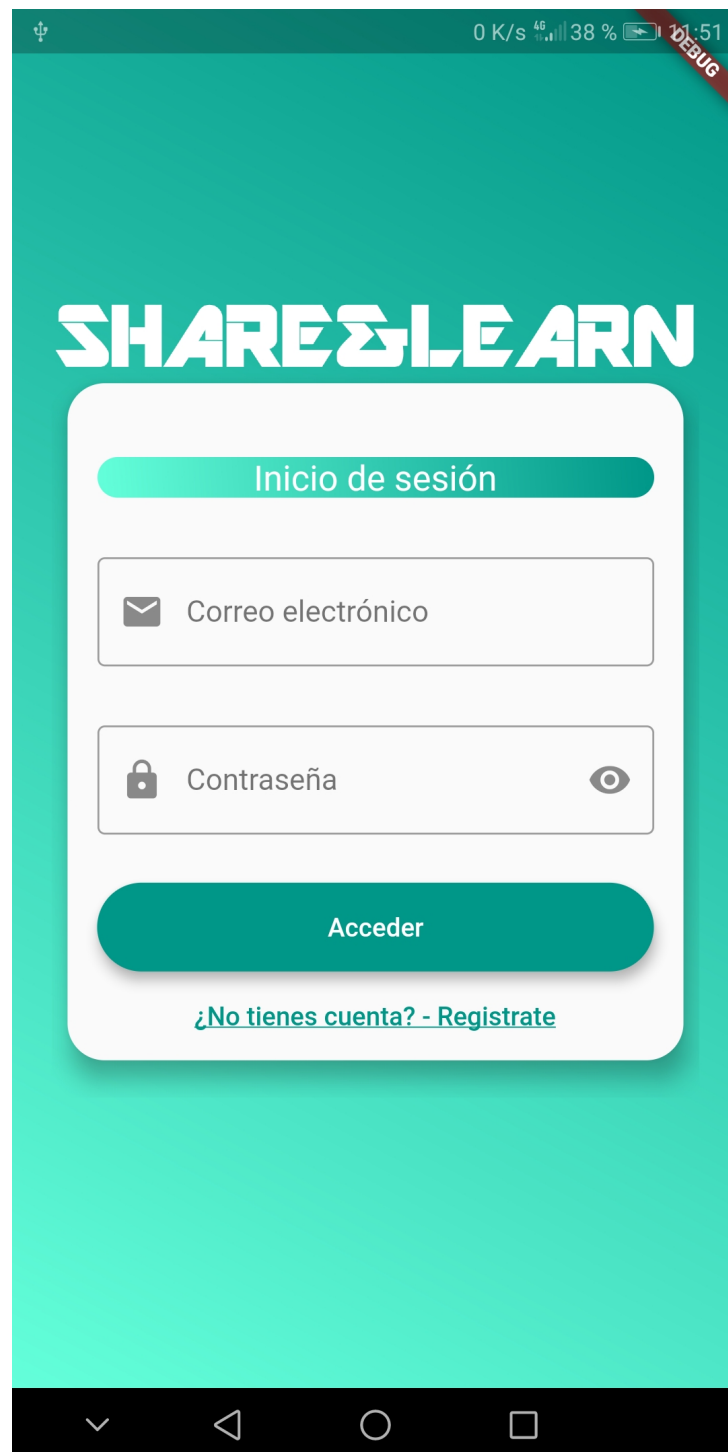 0 K/s 4G 38 % 11:51
DEBUG
SHARE&LEARN
Inicio de sesión
Correo electrónico
Contraseña
Acceder
¿No tienes cuenta? - Registrate